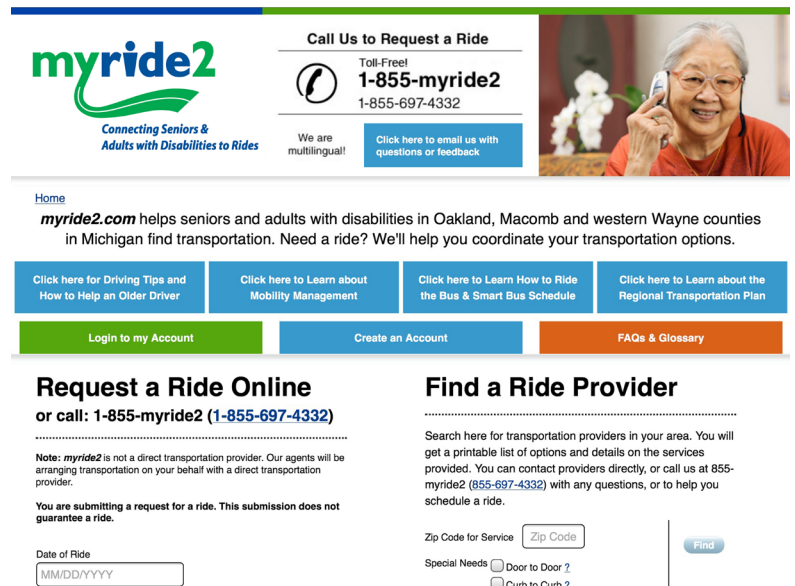 myride2
Connecting Seniors &
Adults with Disabilities to Rides
Call Us to Request a Ride
Toll-Free!
1-855-myride2
1-855-697-4332
We are
multilingual!
Click here to email us with
questions or feedback
Home
myride2.com helps seniors and adults with disabilities in Oakland, Macomb and western Wayne counties
in Michigan find transportation. Need a ride? We'll help you coordinate your transportation options.
Click here for Driving Tips and
How to Help an Older Driver
Click here to Learn about
Mobility Management
Click here to Learn How to Ride
the Bus & Smart Bus Schedule
Click here to Learn about the
Regional Transportation Plan
Login to my Account
Create an Account
FAQs & Glossary
Request a Ride Online
or call: 1-855-myride2 (1-855-697-4332)
Note: myride2 is not a direct transportation provider. Our agents will be
arranging transportation on your behalf with a direct transportation
provider.
You are submitting a request for a ride. This submission does not
guarantee a ride.
Date of Ride
MM/DD/YYYY
Find a Ride Provider
Search here for transportation providers in your area. You will
get a printable list of options and details on the services
provided. You can contact providers directly, or call us at 855-
myride2 (855-697-4332) with any questions, or to help you
schedule a ride.
Zip Code for Service
Zip Code
Find
Special Needs
Door to Door ?
Curb to Curb ?